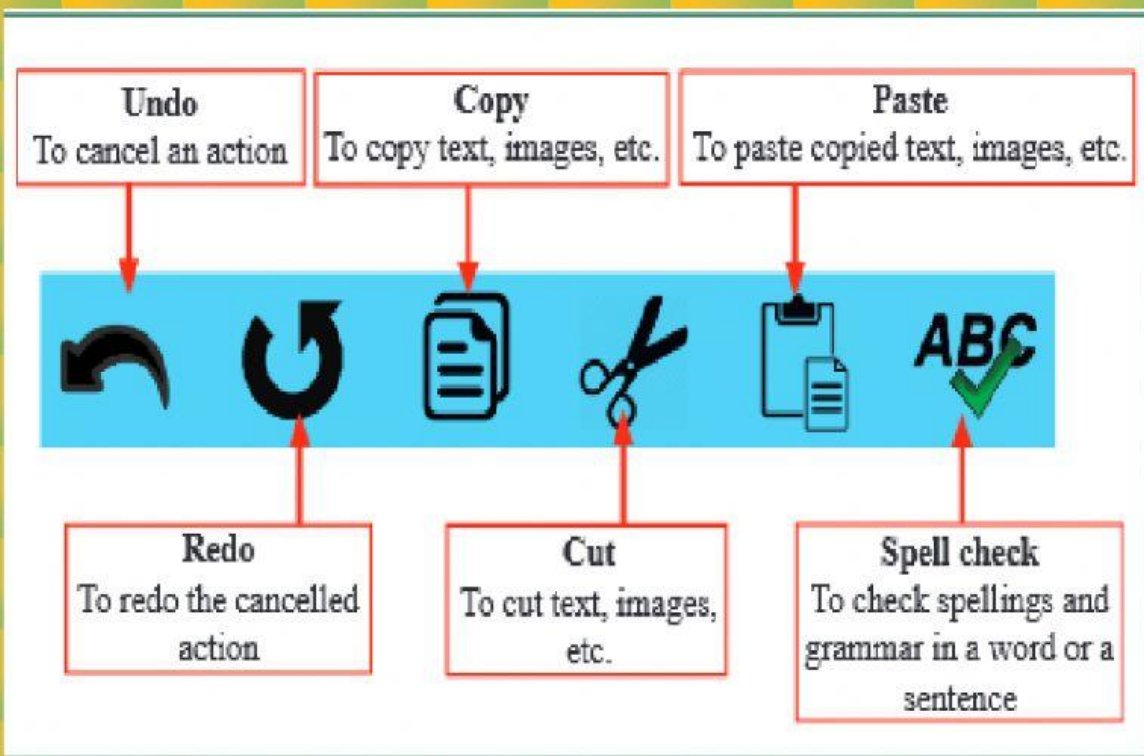 Undo
To cancel an action
Copy
To copy text, images, etc.
Paste
To paste copied text, images, etc.
ABC
Redo
To redo the cancelled
action
Cut
To cut text, images,
etc.
Spell check
To check spellings and
grammar in a word or a
sentence